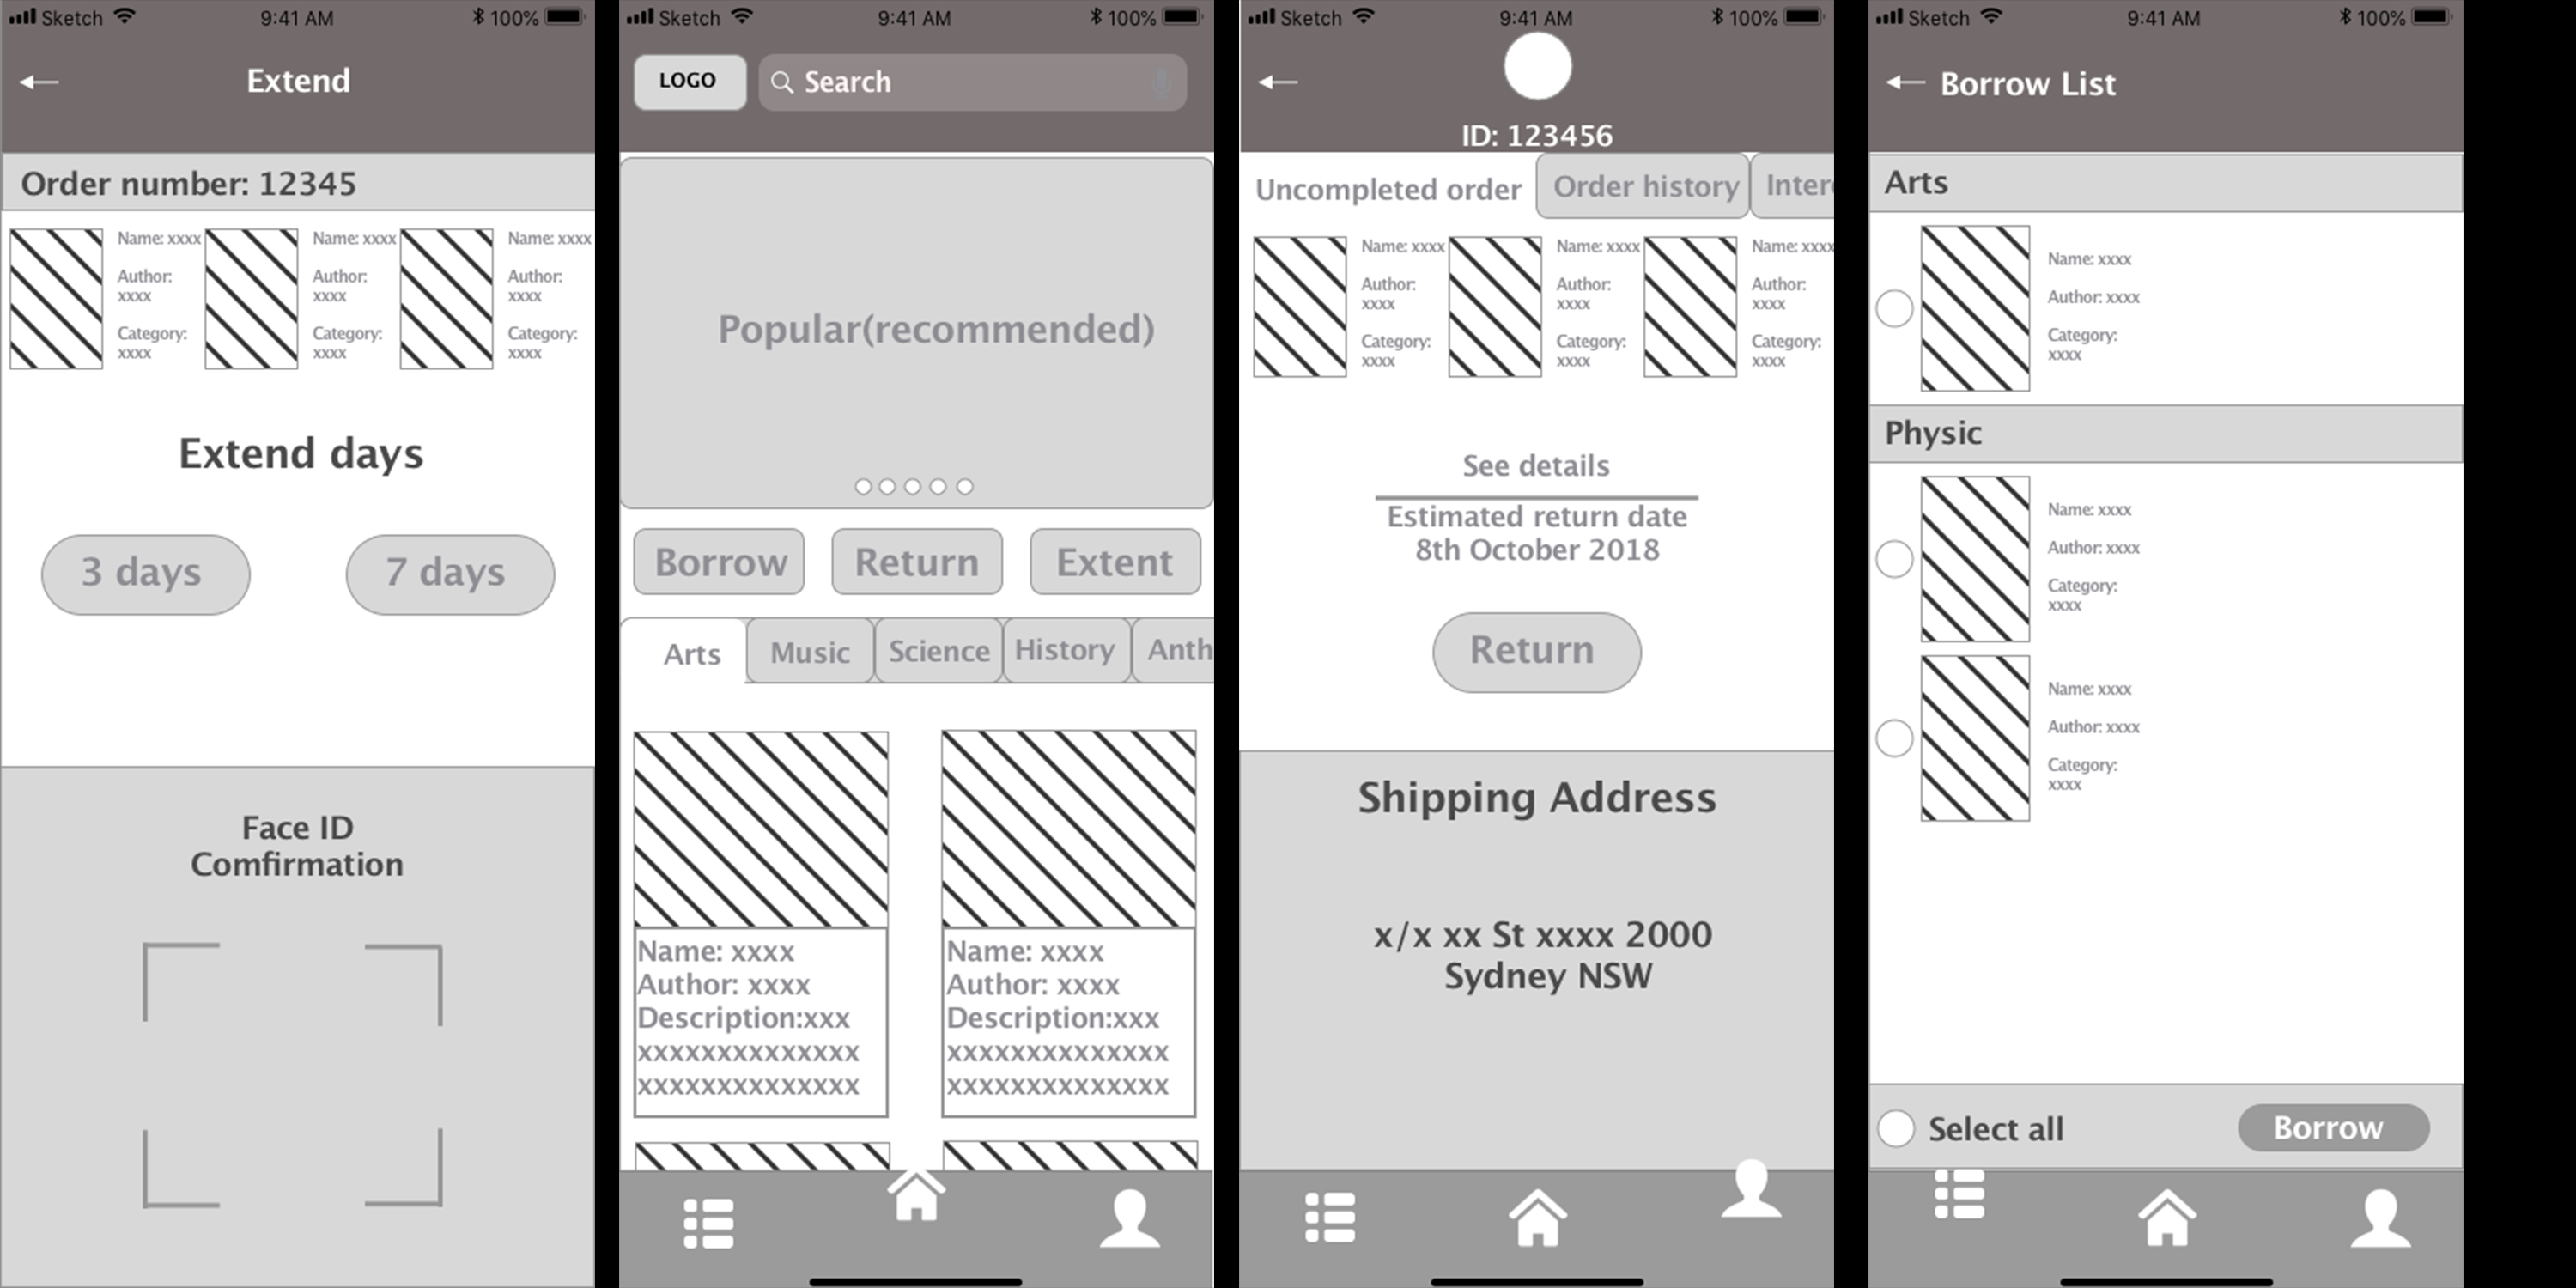 Sketch 9:41 AM 100%
Extend
Order number: 12345
Name: xxxx Name: xxxx Name: xxxx
Author: Author: Author:
xxxx xxxx xxxx
Category: Category: Category:
xxxx xxxx xxxx
Extend days
3 days 7 days
Face ID
Comfirmation
Sketch 9:41 AM 100%
LOGO Search
Popular(recommended)
Borrow Return Extent
Arts Music Science History Anth
Name: xxxx Name: xxxx
Author: xxxx Author: xxxx
Description:xxx Description:xxx
xxxxxxxxxxxxxx xxxxxxxxxxxxxx
xxxxxxxxxxxxxx xxxxxxxxxxxxxx
Sketch 9:41 AM 100%
ID: 123456
Uncompleted order Order history Inter
Name: xxxx Name: xxxx Name: xxxx
Author: Author: Author:
xxxx xxxx xxxx
Category: Category: Category:
xxxx xxxx xxxx
See details
Estimated return date
8th October 2018
Return
Shipping Address
x/x xx St xxxx 2000
Sydney NSW
Sketch 9:41 AM 100%
Borrow List
Arts
Name: xxxx
Author: xxxx
Category:
xxxx
Physic
Name: xxxx
Author: xxxx
Category:
xxxx
Name: xxxx
Author: xxxx
Category:
xxxx
Select all Borrow